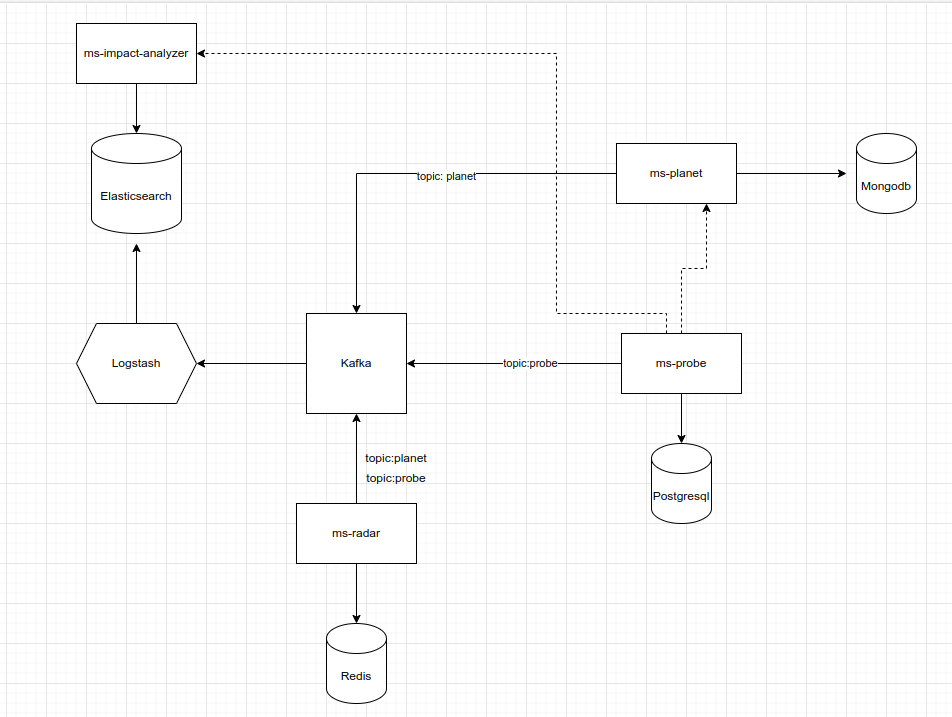 ms-impact-analyzer
topic: planet
ms-planet
Mongodb
Elasticsearch
Logstash
Kafka
topic:probe
ms-probe
topic:planet
topic:probe
Postgresql
ms-radar
Redis